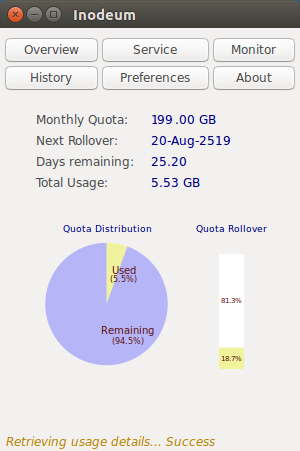 Inodeum
Overview Service Monitor
History Preferences About
Monthly Quota: 199.00 GB
Next Rollover: 20-Aug-2519
Days remaining: 25.20
Total Usage: 5.53 GB
Quota Distribution Quota Rollover
Used
(5.5%)
81.3%
Remaining
(94.5%)
18.7%
Retrieving usage details... Success